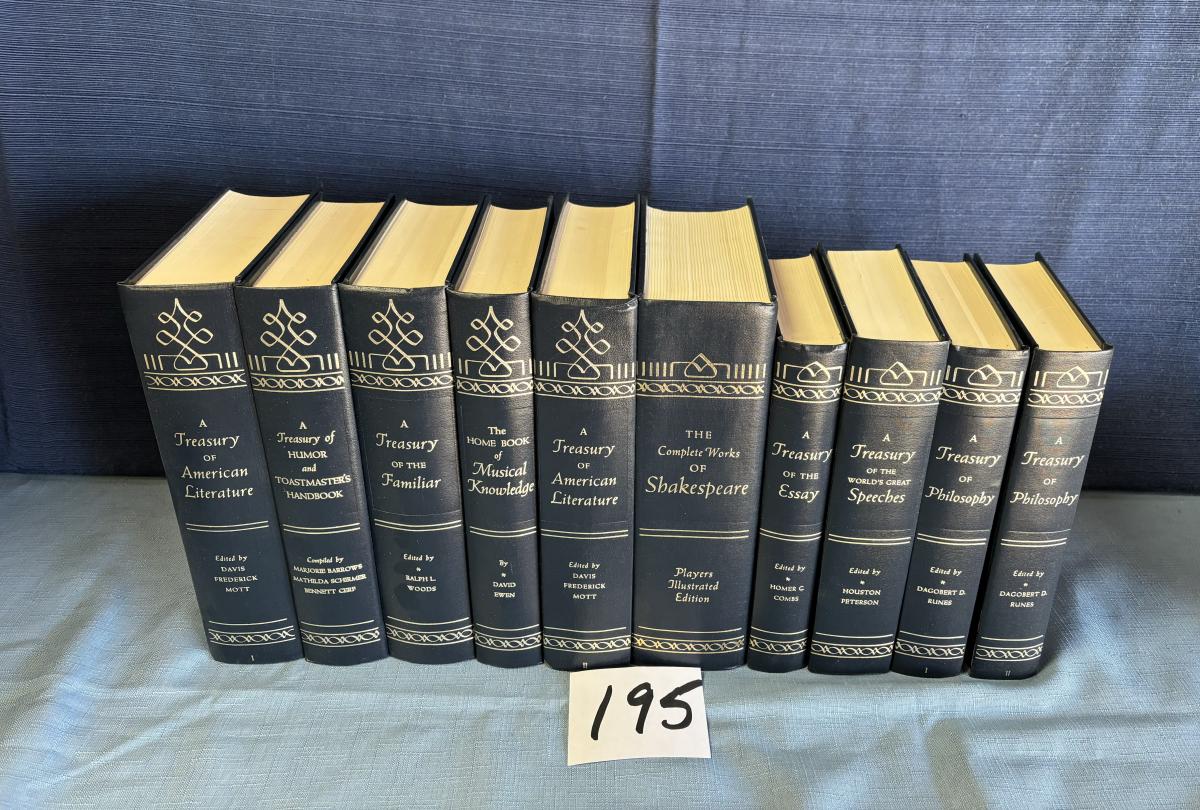 A
Treasury
OF
American
Literature
Edited by
DAVIS
FREDERICK
MOTT
I
A
Treasury of
HUMOR
and
TOASTMASTER'S
HANDBOOK
Compiled by
MARJORIE BARROWS
MATHILDA SCHIRMER
BENNETT CERF
A
Treasury
OF THE
Familiar
Edited by
RALPH L.
WOODS
The
HOME BOOK
of
Musical
Knowledge
By
DAVID
EWEN
A
Treasury
OF
American
Literature
Edited by
DAVIS
FREDERICK
MOTT
II
THE
Complete Works
OF
Shakespeare
Players
Illustrated
Edition
A
Treasury
OF THE
Essay
Edited by
HOMER C.
COMBS
A
Treasury
OF THE
WORLD'S GREAT
Speeches
Edited by
HOUSTON
PETERSON
A
Treasury
OF
Philosophy
Edited by
DAGOBERT D.
RUNES
I
A
Treasury
OF
Philosophy
Edited by
DAGOBERT D.
RUNES
II
195